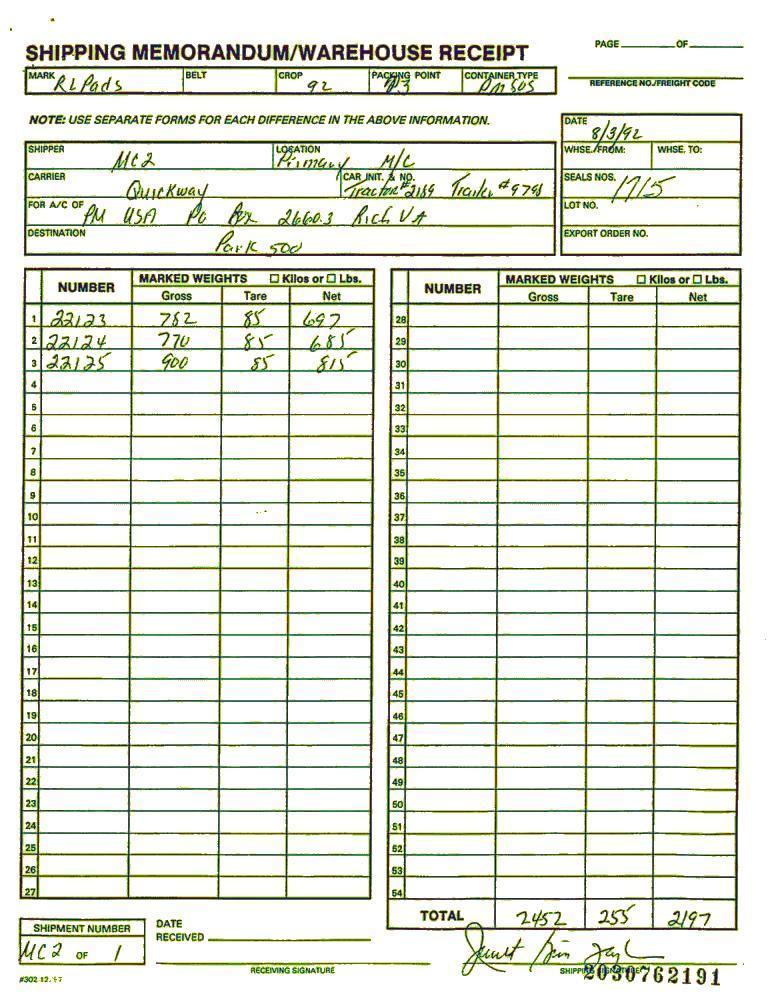 PAGE OF
SHIPPING MEMORANDUM/WAREHOUSE RECEIPT
MARK RL Pads BELT CROP 92 PACKING POINT CONTAINER TYPE
REFERENCE NO./FREIGHT CODE
NOTE: USE SEPARATE FORMS FOR EACH DIFFERENCE IN THE ABOVE INFORMATION.
DATE 8/3/92
SHIPPER MC2 LOCATION Primary M/C
WHSE. FROM: WHSE. TO:
CARRIER Quickway CAR INIT. & NO. Tractor #2189 Trailer #9798
SEALS NOS. 1715
FOR A/C OF PM USA Po Box 26603 Rich VA
LOT NO.
DESTINATION Park 500
EXPORT ORDER NO.
NUMBER MARKED WEIGHTS ☐ Kilos or ☐ Lbs. NUMBER MARKED WEIGHTS ☐ Kilos or ☐ Lbs.
Gross Tare Net Gross Tare Net
1 22123 782 85 697 28
2 22124 770 85 685 29
3 22125 900 85 815 30
4 31
5 32
6 33
7 34
8 35
9 36
10 37
11 38
12 39
13 40
14 41
15 42
16 43
17 44
18 45
19 46
20 47
21 48
22 49
23 50
24 51
25 52
26 53
27 54
TOTAL 2452 255 2197
SHIPMENT NUMBER
MC2 OF 1
DATE
RECEIVED
RECEIVING SIGNATURE
SHIPPING SIGNATURE
2030762191
#302 12